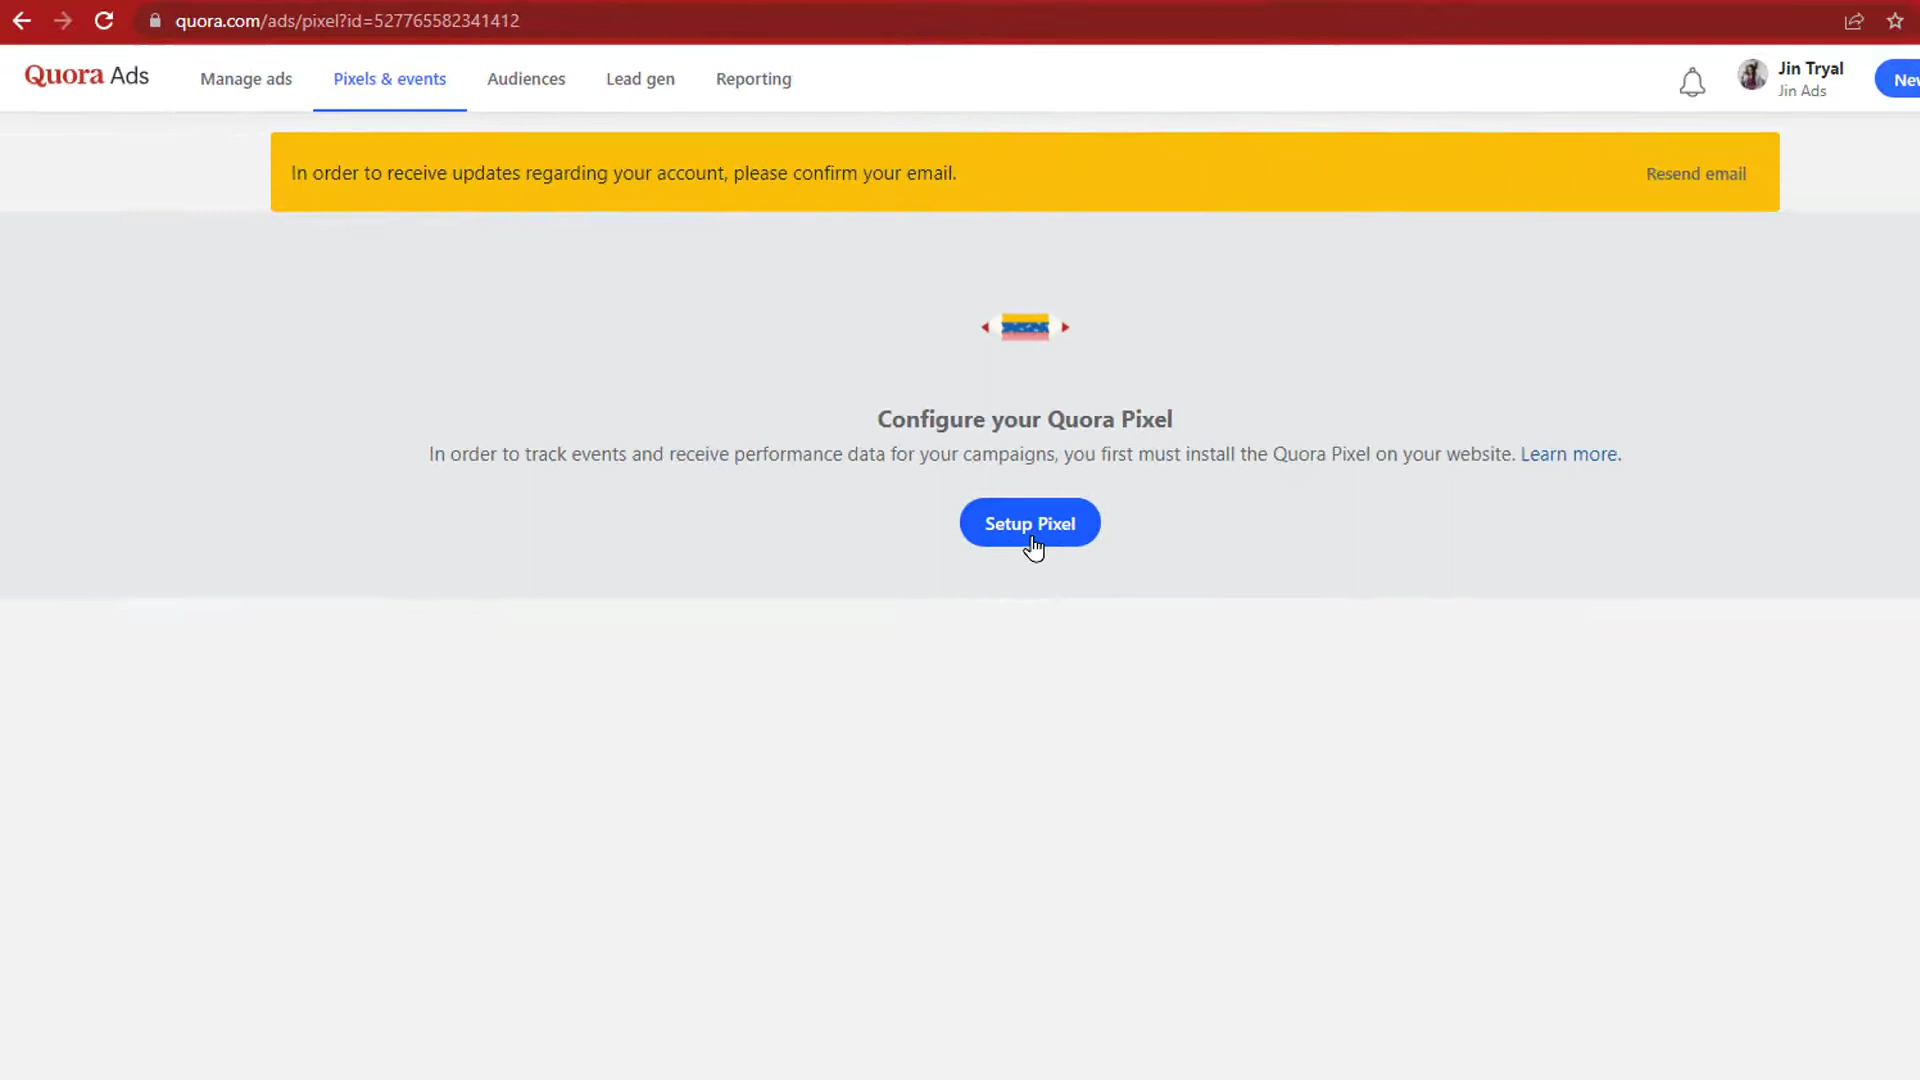 quora.com/ads/pixel?id=527765582341412
Quora Ads
Manage ads
Pixels & events
Audiences
Lead gen
Reporting
Jin Tryal
Jin Ads
New
In order to receive updates regarding your account, please confirm your email.
Resend email
Configure your Quora Pixel
In order to track events and receive performance data for your campaigns, you first must install the Quora Pixel on your website. Learn more.
Setup Pixel